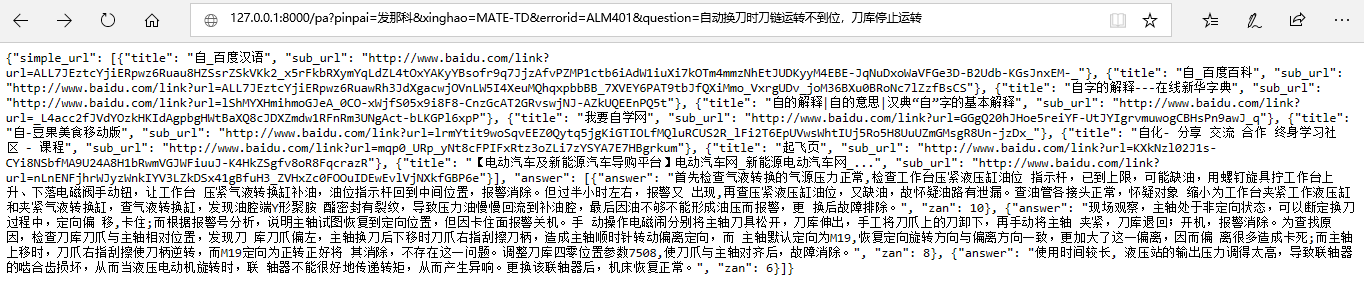 127.0.0.1:8000/pa?pinpai=发那科&xinghao=MATE-TD&errorid=ALM401&question=自动换刀时刀链运转不到位，刀库停止运转
{"simple_url": [{"title": "自_百度汉语", "sub_url": "http://www.baidu.com/link?
url=ALL7JEztcYjiERpwz6Ruau8HZSsrZSkVKk2_x5rFkbRXymYqLdZL4tOxYAKyYBsofr9q7JjzAfvPZMP1ctb6iAdW1iuXi7kOTm4mmzNhEtJUDKyyM4EBE-JqNuDxoWaVFGe3D-B2Udb-KGsJnxEM-_"}, {"title": "自_百度百科", "sub_url":
"http://www.baidu.com/link?url=ALL7JEztcYjiERpwz6RuawRh3JdXgacwjOVnLW5I4XeuMQhqxpbbBB_7XVEY6PAT9tbJfQXiMmo_VxrgUDv_joM36BXu0BRoNc7lZzfBsCS"}, {"title": "自字的解释---在线新华字典", "sub_url":
"http://www.baidu.com/link?url=lShMYXHmihmoGJeA_0CO-xWjfS05x9i8F8-CnzGcAT2GRvswjNJ-AZkUQEEnPQ5t"}, {"title": "自的解释|自的意思|汉典“自”字的基本解释", "sub_url": "http://www.baidu.com/link?
url=_L4acc2fJVdYOzkHKIdAgpbgHWtBaXQ8cJDXZmdw1RFnRm3UNgAct-bLKGPl6xpP"}, {"title": "我要自学网", "sub_url": "http://www.baidu.com/link?url=GGgQ20hJHoe5reiYF-UtJYIgrvmuwogCBHsPn9awJ_q"}, {"title":
"自-豆果美食移动版", "sub_url": "http://www.baidu.com/link?url=lrmYtit9woSqvEEZ0Qytq5jgKiGTIOLfMQluRCUS2R_lFi2T6EpUVwsWhtIUj5Ro5H8UuUZmGMsgR8Un-jzDx_"}, {"title": "自化- 分享 交流 合作 终身学习社
区 - 课程", "sub_url": "http://www.baidu.com/link?url=mqp0_URp_yNt8cFPIFxRtz3oZLi7zYSYA7E7HBgrkum"}, {"title": "起飞页", "sub_url": "http://www.baidu.com/link?url=KXkNzl02J1s-
CYi8NSbfMA9U24A8H1bRwmVGJWFiuuJ-K4HkZSgfv8oR8FqcrazR"}, {"title": "【电动汽车及新能源汽车导购平台】电动汽车网_新能源电动汽车网_...", "sub_url": "http://www.baidu.com/link?
url=nLnENFjhrWJyzWnkIYV3LZkDSx41gBfuH3_ZVHxZc0FOOuIDEwEvlVjNXkfGBP6e"}], "answer": [{"answer": "首先检查气液转换的气源压力正常,检查工作台压紧液压缸油位 指示杆，已到上限，可能缺油，用螺钉旋具拧工作台上
升、下落电磁阀手动钮，让工作台 压紧气液转换缸补油，油位指示杆回到中间位置，报警消除。但过半小时左右，报警又 出现,再查压紧液压缸油位，又缺油，故怀疑油路有泄漏。查油管各接头正常，怀疑对象 缩小为工作台夹紧工作液压缸
和夹紧气液转换缸，查气液转换缸，发现油腔端Y形聚胺 酯密封有裂纹，导致压力油慢慢回流到补油腔，最后因油不够不能形成油压而报警，更 换后故障排除。", "zan": 10}, {"answer": "现场观察，主轴处于非定向状态，可以断定换刀
过程中，定向偏 移,卡住;而根据报警号分析，说明主轴试图恢复到定向位置，但因卡住面报警关机。手 动操作电磁阀分别将主轴刀具松开，刀库伸出，手工将刀爪上的刀卸下，再手动将主轴 夹紧，刀库退回；开机，报警消除。为查找原
因，检查刀库刀爪与主轴相对位置，发现刀 库刀爪偏左，主轴换刀后下移时刀爪右指刮擦刀柄，造成主轴顺时针转动偏离定向，而 主轴默认定向为M19,恢复定向旋转方向与偏离方向一致，更加大了这一偏离，因而偏 离很多造成卡死;而主轴
上移时，刀爪右指刮擦使刀柄逆转，而M19定向为正转正好将 其消除，不存在这一问题。调整刀库四零位置参数7508,使刀爪与主轴对齐后，故障消除。", "zan": 8}, {"answer": "使用时间较长，液压站的输出压力调得太高，导致联轴器
的啮合齿损坏，从而当液压电动机旋转时，联 轴器不能很好地传递转矩，从而产生异响。更换该联轴器后，机床恢复正常。", "zan": 6}]}